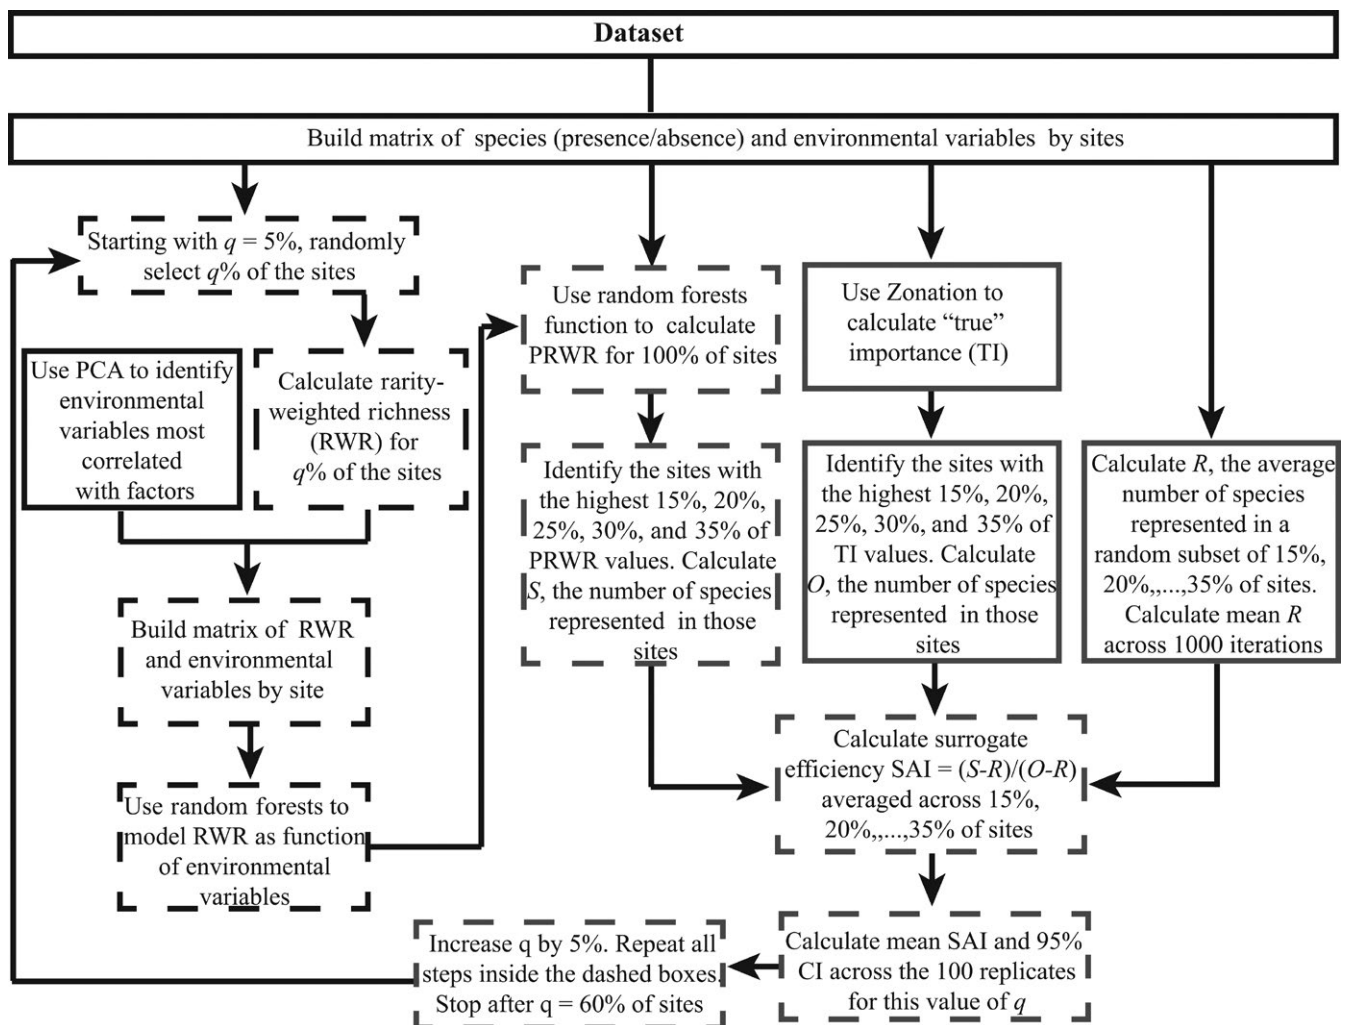 Dataset
Build matrix of species (presence/absence) and environmental variables by sites
Starting with q = 5%, randomly
select q% of the sites
Use PCA to identify
environmental
variables most
correlated
with factors
Calculate rarity-
weighted richness
(RWR) for
q% of the sites
Build matrix of RWR
and environmental
variables by site
Use random forests to
model RWR as function
of environmental
variables
Use random forests
function to calculate
PRWR for 100% of sites
Identify the sites with
the highest 15%, 20%,
25%, 30%, and 35% of
PRWR values. Calculate
S, the number of species
represented in those
sites
Use Zonation to
calculate “true”
importance (TI)
Identify the sites with
the highest 15%, 20%,
25%, 30%, and 35% of
TI values. Calculate
O, the number of species
represented in those
sites
Calculate R, the average
number of species
represented in a
random subset of 15%,
20%,,...,35% of sites.
Calculate mean R
across 1000 iterations
Calculate surrogate
efficiency SAI = (S-R)/(O-R)
averaged across 15%,
20%,,...,35% of sites
Calculate mean SAI and 95%
CI across the 100 replicates
for this value of q
Increase q by 5%. Repeat all
steps inside the dashed boxes.
Stop after q = 60% of sites